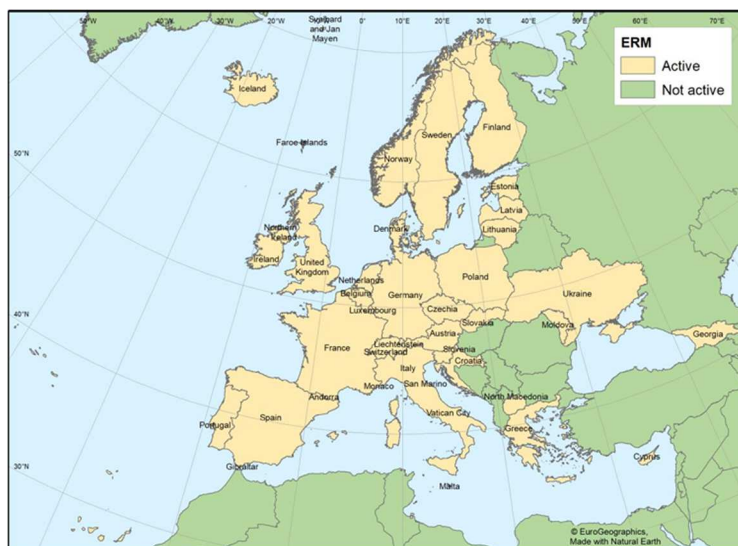 50°W
40°W
30°W
20°W
10°W
0°
10°E
20°E
30°E
40°E
50°E
60°E
70°E
Svalbard
and Jan
Mayen
ERM
Active
Not active
Iceland
Faroe Islands
50°N
40°N
30°N
Norway
Sweden
Finland
Estonia
Latvia
Lithuania
Denmark
Northern
Ireland
Ireland
United
Kingdom
Netherlands
Belgium
Luxembourg
Germany
Poland
Czechia
Slovakia
Ukraine
Moldova
Georgia
Austria
Liechtenstein
Switzerland
Slovenia
Croatia
France
Italy
Monaco
San Marino
Andorra
Vatican City
North Macedonia
Portugal
Spain
Greece
Gibraltar
Malta
Cyprus
© EuroGeographics,
Made with Natural Earth